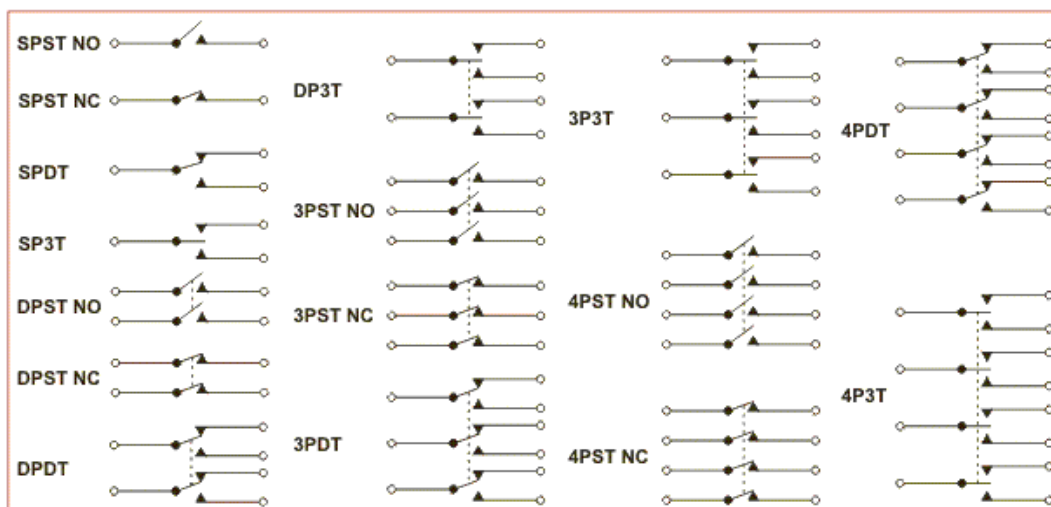 SPST NO
SPST NC
SPDT
SP3T
DPST NO
DPST NC
DPDT
DP3T
3PST NO
3PST NC
3PDT
3P3T
4PST NO
4PST NC
4PDT
4P3T